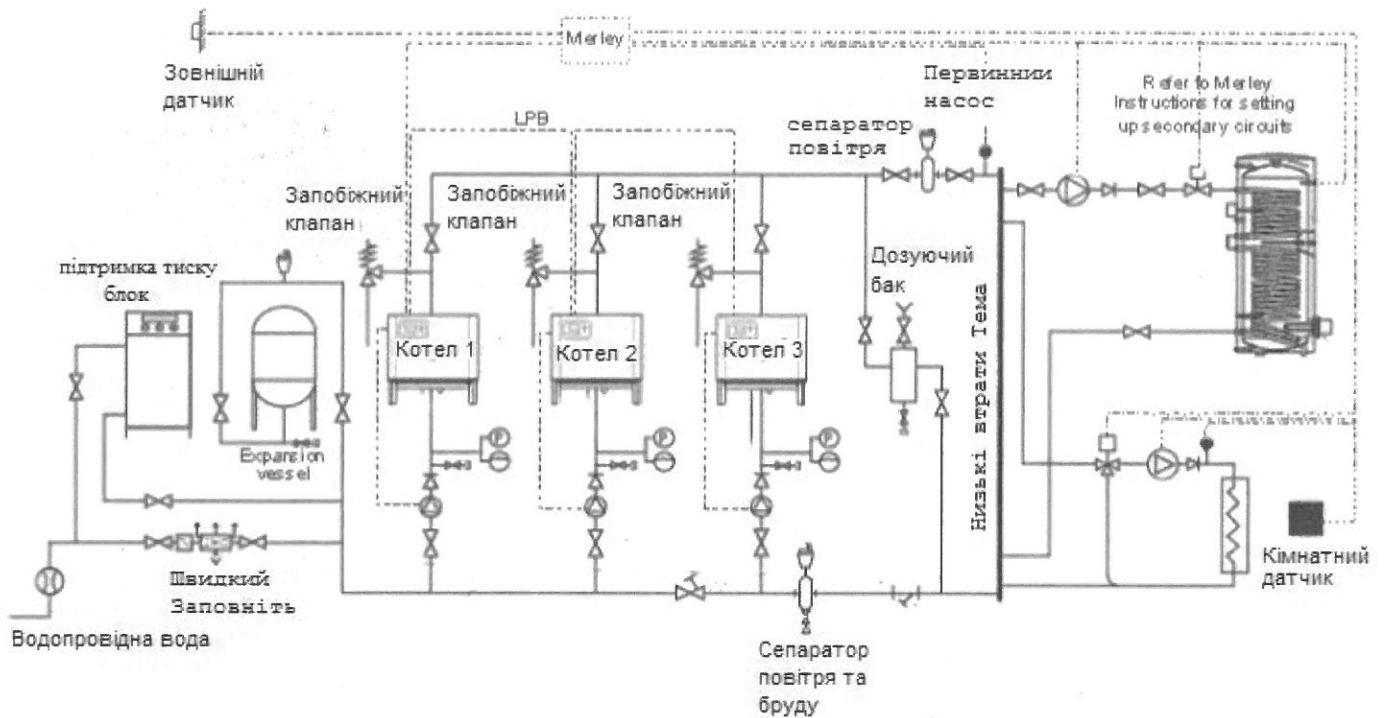 Merley
Зовнішній
датчик
Первиннии
насос
Refer to Merley
Instructions for setting
up secondary circuits
LPB
сепаратор
повітря
Запобіжний
клапан
Запобіжний
клапан
Запобіжний
клапан
підтримка тиску
блок
Дозуючий
бак
Котел 1
Котел 2
Котел 3
Низькі втрати Тема
Expansion
vessel
P
P
P
Кімнатний
датчик
Швидкий
Заповніть
Водопровідна вода
Сепаратор
повітря та
бруду